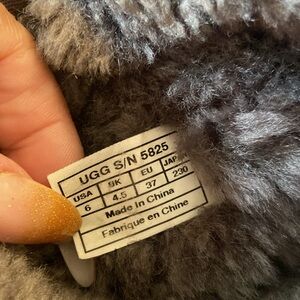 UGG S/N 5825
USA UK EU JAPAN
6 4.5 37 230
Made in China
Fabriqué en Chine